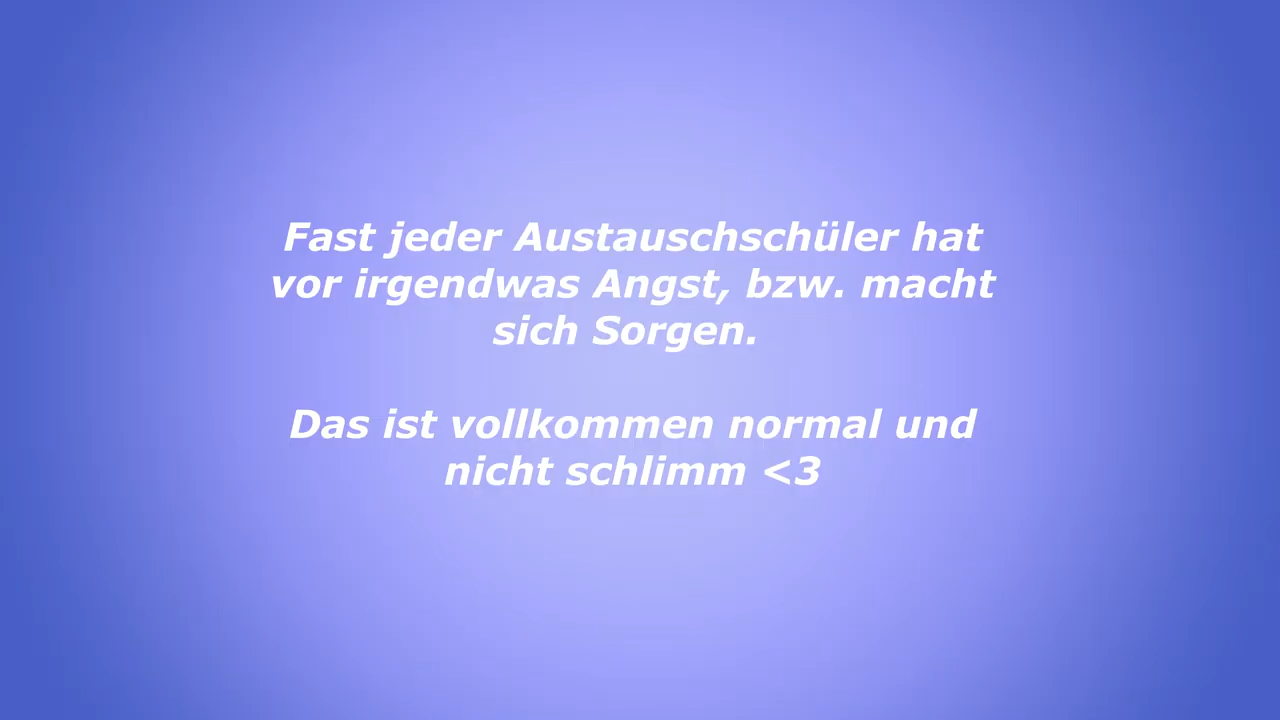 Fast jeder Austauschschüler hat
vor irgendwas Angst, bzw. macht
sich Sorgen.
Das ist vollkommen normal und
nicht schlimm <3